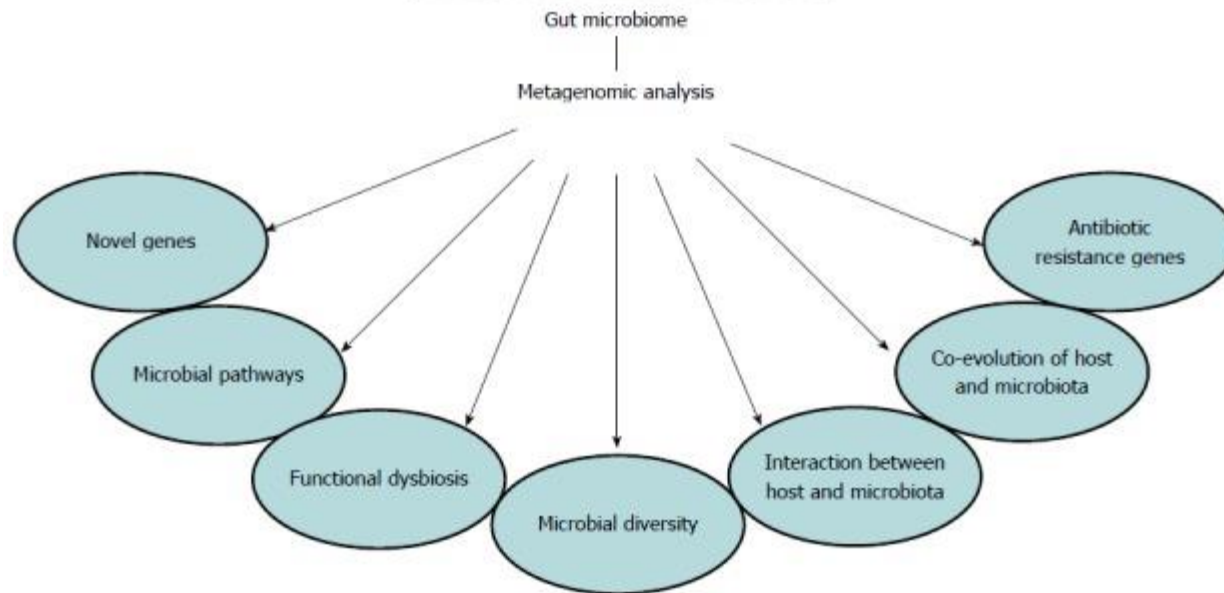 Gut microbiome
Metagenomic analysis
Novel genes
Microbial pathways
Functional dysbiosis
Microbial diversity
Interaction between
host and microbiota
Co-evolution of host
and microbiota
Antibiotic
resistance genes